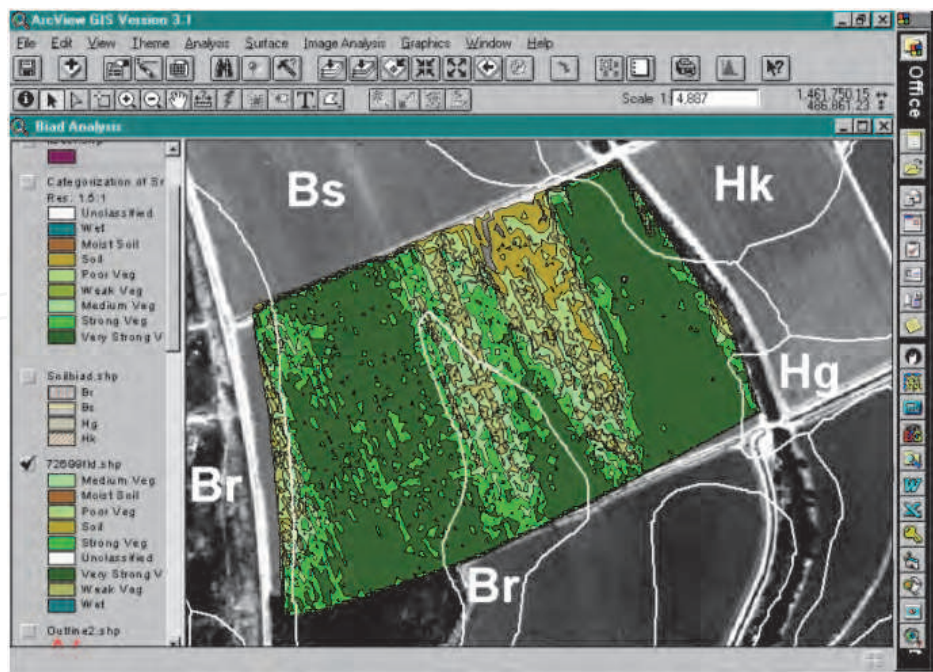 ArcView GIS Version 3.1
File Edit View Theme Analysis Surface Image Analysis Graphics Window Help
Scale 1: 4,887
1,461,750.15
486,861.23
Biad Analysis
Categorization of Sr
Res: 1.5:1
Unclassified
Wet
Moist Soil
Soil
Poor Veg
Weak Veg
Medium Veg
Strong Veg
Very Strong V
Soilbiad.shp
Br
Bs
Hg
Hk
72699fld.shp
Medium Veg
Moist Soil
Poor Veg
Soil
Strong Veg
Unclassified
Very Strong V
Weak Veg
Wet
Outline2.shp
Bs
Hk
Hg
Br
Br
Office